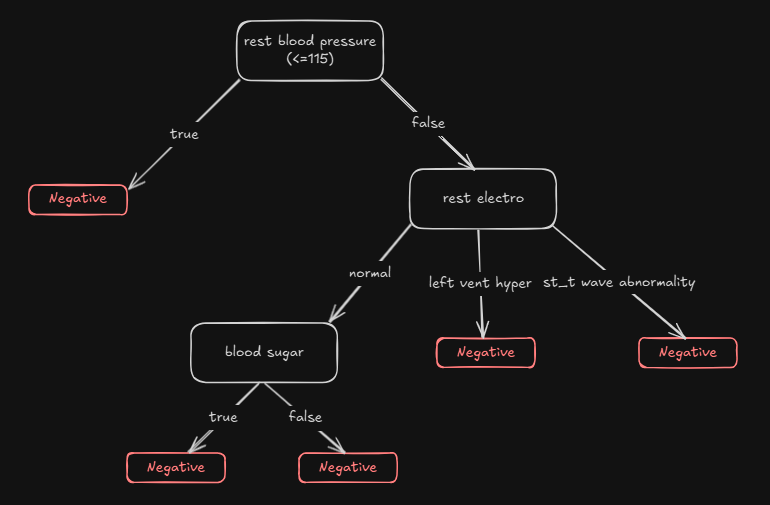 rest blood pressure
(<=115)
true
false
Negative
rest electro
normal
left vent hyper
st_t wave abnormality
blood sugar
Negative
Negative
true
false
Negative
Negative